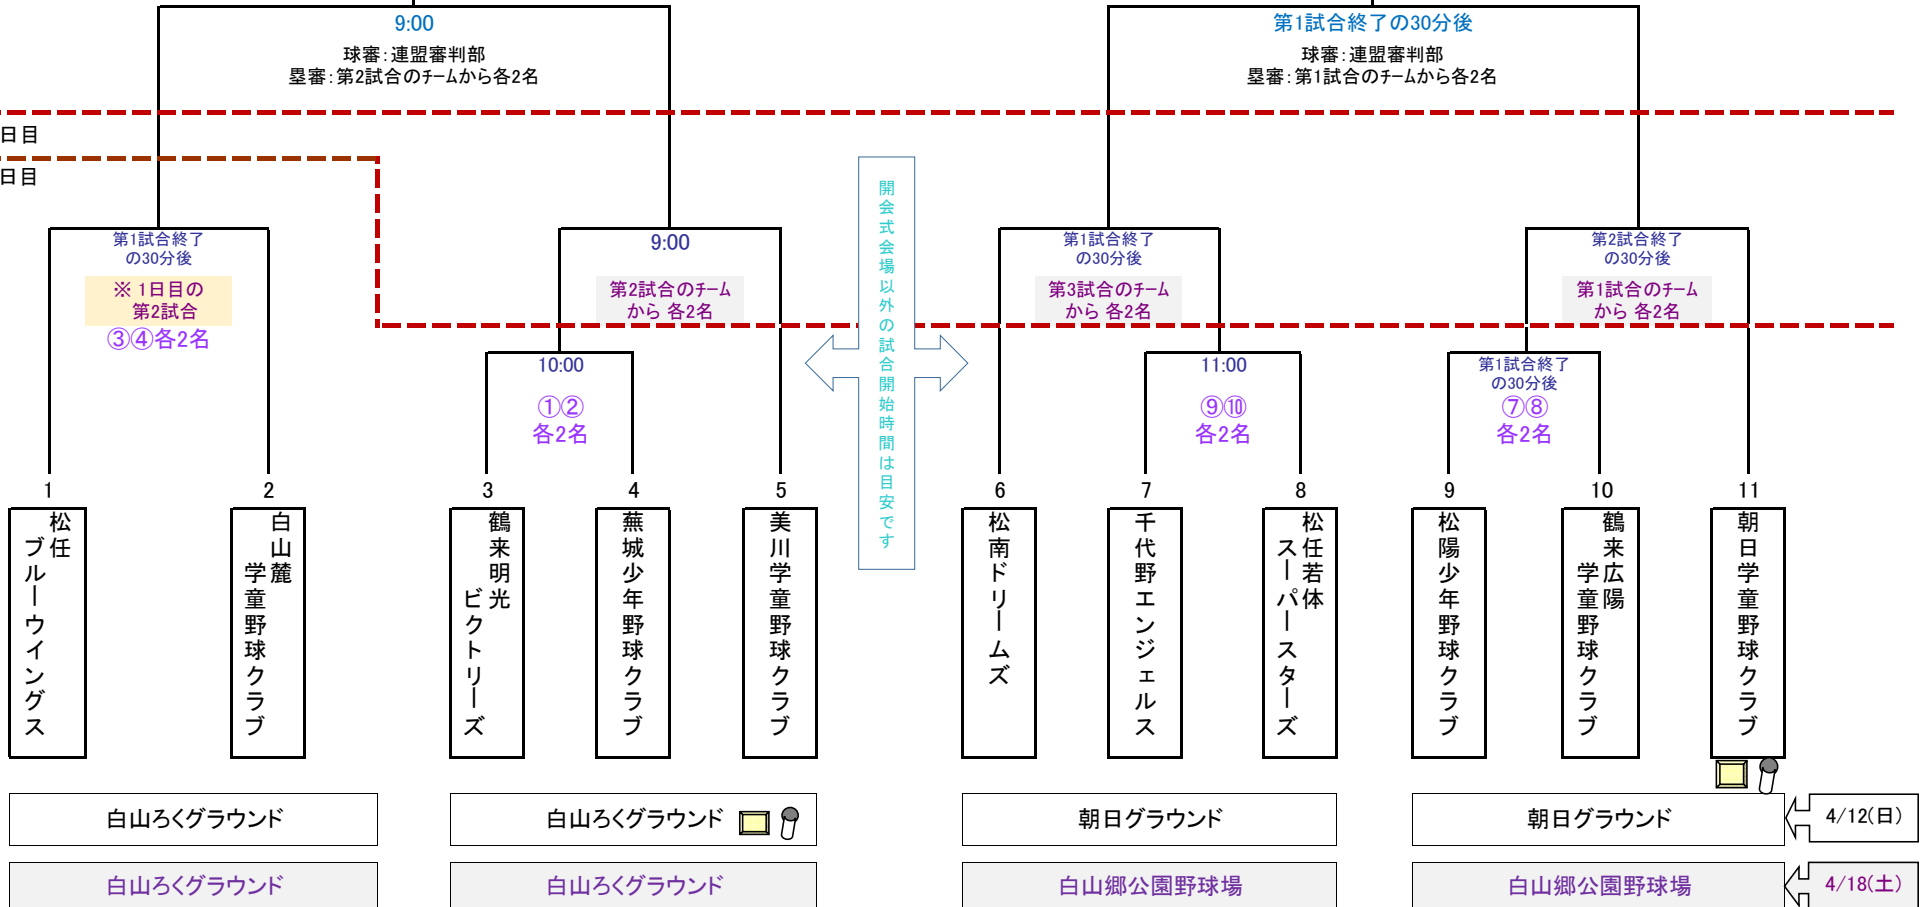 9:00
球審:連盟審判部
塁審:第2試合のチームから各2名
第1試合終了の30分後
球審:連盟審判部
塁審:第1試合のチームから各2名
日目
日目
第1試合終了
の30分後
※ 1日目の
第2試合
③④各2名
9:00
第2試合のチーム
から 各2名
10:00
①②
各2名
開会式会場以外の試合開始時間は目安です
第1試合終了
の30分後
第3試合のチーム
から 各2名
11:00
⑨⑩
各2名
第2試合終了
の30分後
第1試合のチーム
から 各2名
第1試合終了
の30分後
⑦⑧
各2名
1
2
3
4
5
6
7
8
9
10
11
松任
ブルーウイングス
白山麓
学童野球クラブ
鶴来明光
ビクトリーズ
蕪城少年野球クラブ
美川学童野球クラブ
松南ドリームズ
千代野エンジェルス
松任若体
スーパースターズ
松陽少年野球クラブ
鶴来広陽
学童野球クラブ
朝日学童野球クラブ
白山ろくグラウンド
白山ろくグラウンド
朝日グラウンド
朝日グラウンド
4/12(日)
白山ろくグラウンド
白山ろくグラウンド
白山郷公園野球場
白山郷公園野球場
4/18(土)